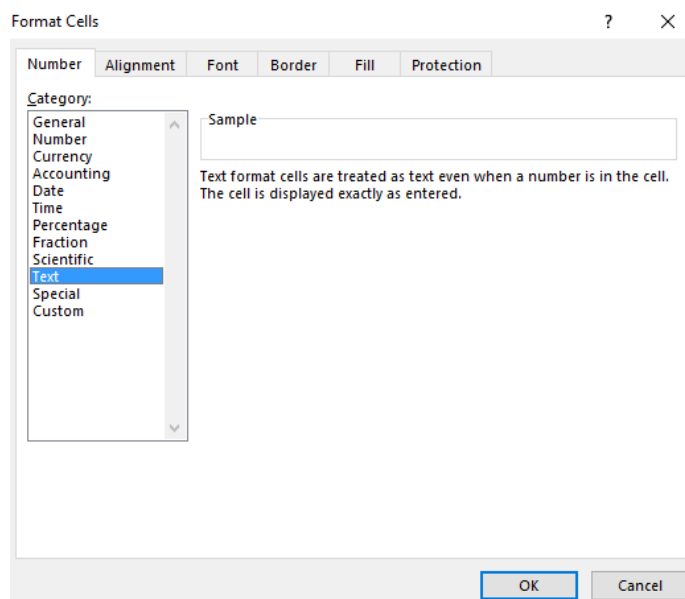 Format Cells ?
Number Alignment Font Border Fill Protection
Category:
General
Number
Currency
Accounting
Date
Time
Percentage
Fraction
Scientific
Text
Special
Custom
Sample
Text format cells are treated as text even when a number is in the cell.
The cell is displayed exactly as entered.
OK Cancel